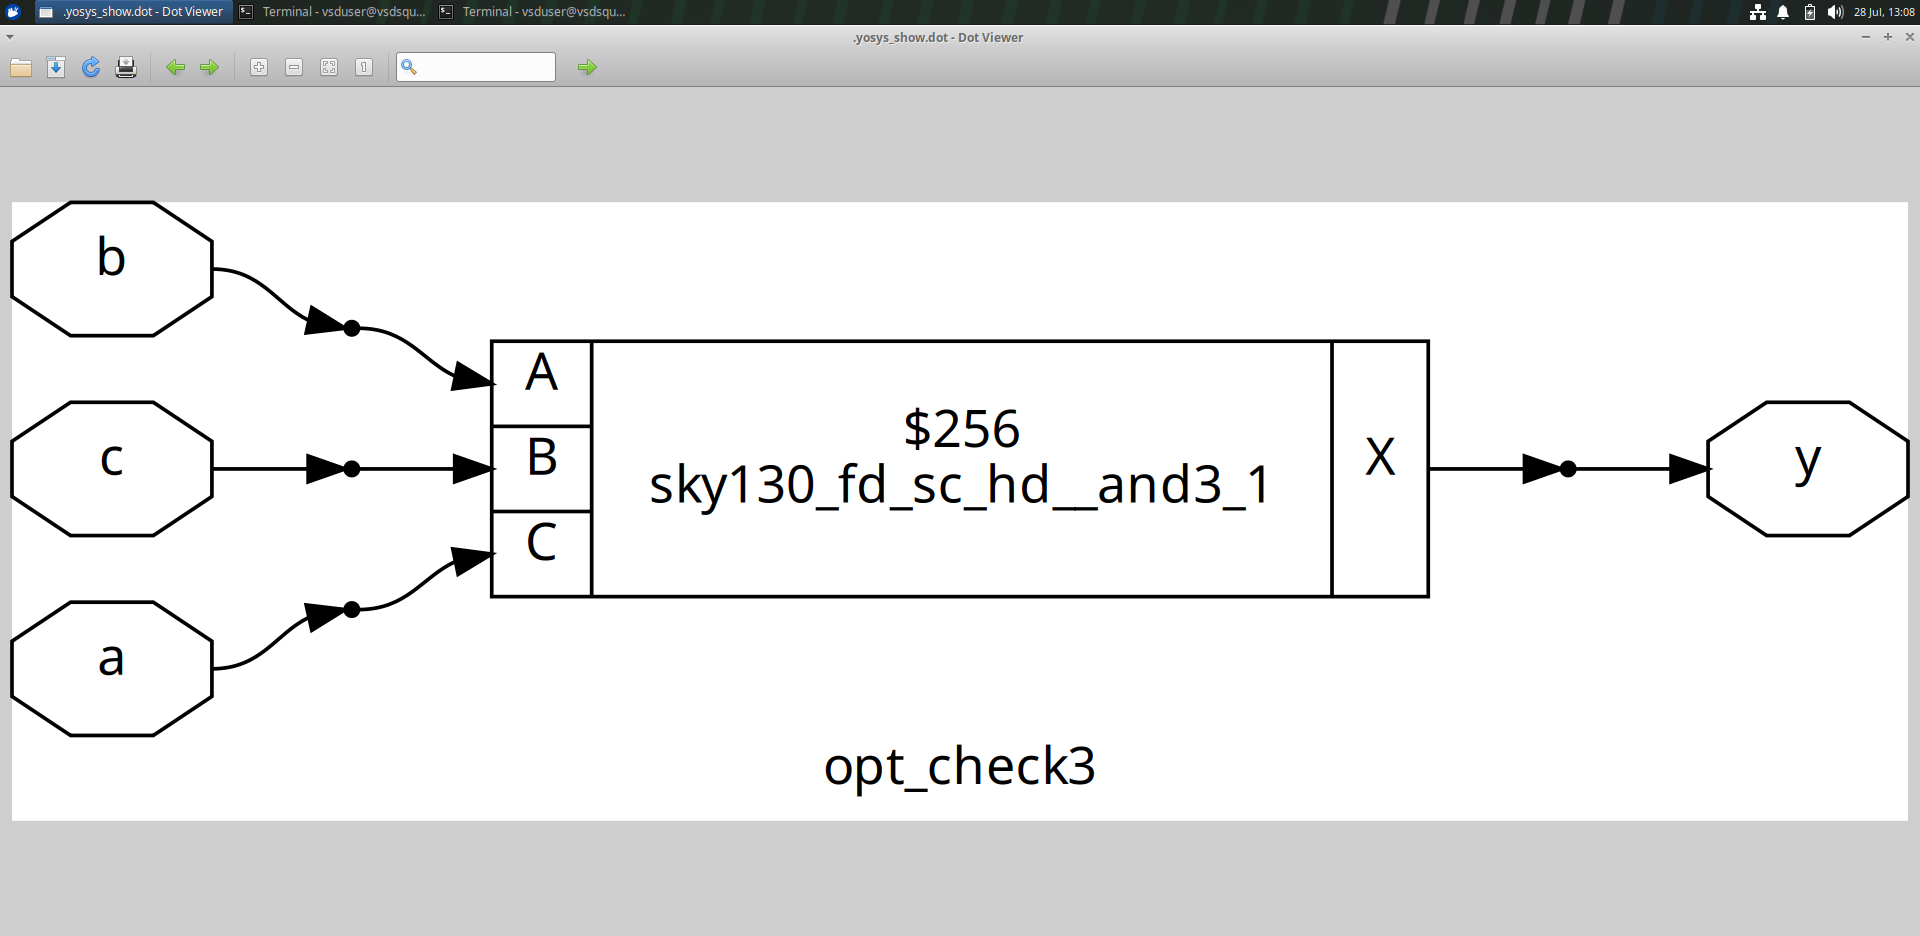 .yosys_show.dot - Dot Viewer
Terminal - vsduser@vsdsqu...
Terminal - vsduser@vsdsqu...
28 Jul, 13:08
.yosys_show.dot - Dot Viewer
b
c
a
A
B
C
$256
sky130_fd_sc_hd__and3_1
X
y
opt_check3